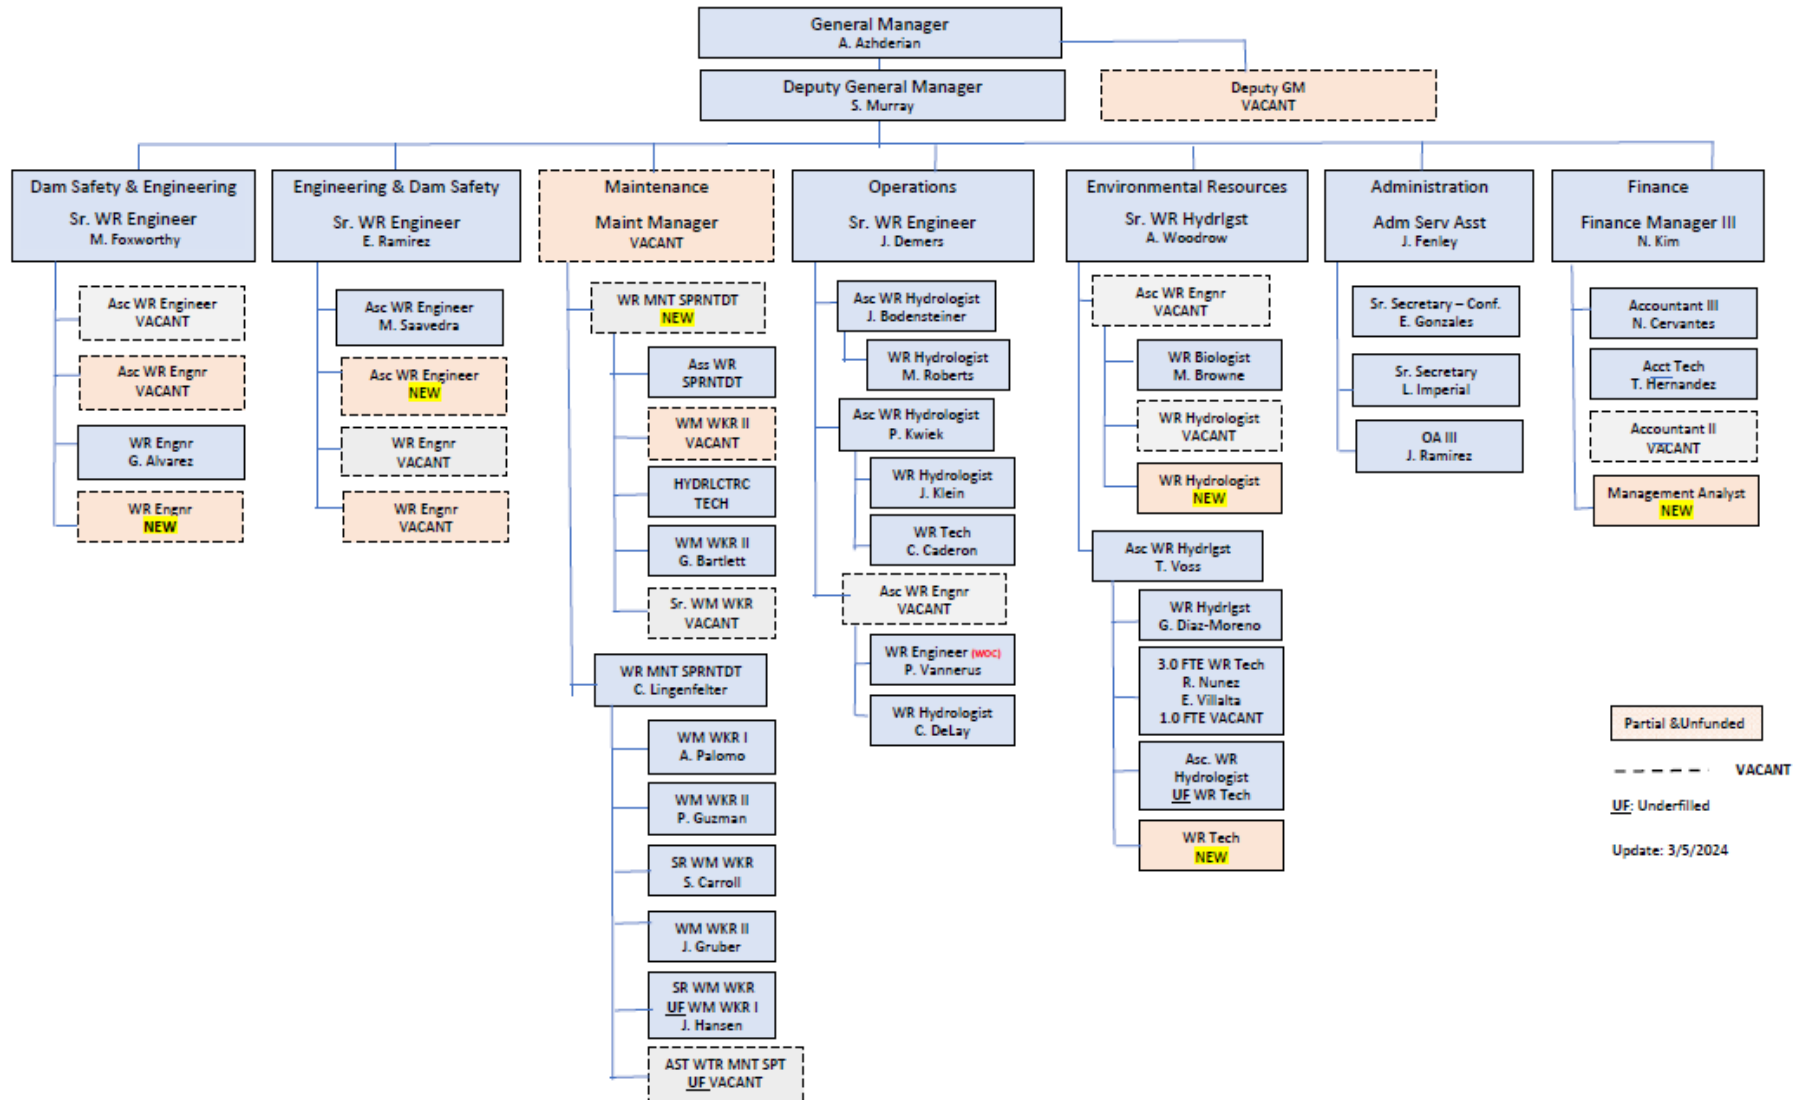 General Manager
A. Azhderian
Deputy General Manager
S. Murray
Deputy GM
VACANT
Dam Safety & Engineering
Sr. WR Engineer
M. Foxworthy
Asc WR Engineer
VACANT
Asc WR Engnr
VACANT
WR Engnr
G. Alvarez
WR Engnr
NEW
Engineering & Dam Safety
Sr. WR Engineer
E. Ramirez
Asc WR Engineer
M. Saavedra
Asc WR Engineer
NEW
WR Engnr
VACANT
WR Engnr
VACANT
Maintenance
Maint Manager
VACANT
WR MNT SPRNTDT
NEW
Ass WR
SPRNTDT
WM WKR II
VACANT
HYDRLCTRC
TECH
WM WKR II
G. Bartlett
Sr. WM WKR
VACANT
WR MNT SPRNTDT
C. Lingenfelter
WM WKR I
A. Palomo
WM WKR II
P. Guzman
SR WM WKR
S. Carroll
WM WKR II
J. Gruber
SR WM WKR
UF WM WKR I
J. Hansen
AST WTR MNT SPT
UF VACANT
Operations
Sr. WR Engineer
J. Demers
Asc WR Hydrologist
J. Bodensteiner
WR Hydrologist
M. Roberts
Asc WR Hydrologist
P. Kwiek
WR Hydrologist
J. Klein
WR Tech
C. Caderon
Asc WR Engnr
VACANT
WR Engineer (WOC)
P. Vannerus
WR Hydrologist
C. DeLay
Environmental Resources
Sr. WR Hydrlgst
A. Woodrow
Asc WR Engnr
VACANT
WR Biologist
M. Browne
WR Hydrologist
VACANT
WR Hydrologist
NEW
Asc WR Hydrlgst
T. Voss
WR Hydrlgst
G. Diaz-Moreno
3.0 FTE WR Tech
R. Nunez
E. Villalta
1.0 FTE VACANT
Asc. WR
Hydrologist
UF WR Tech
WR Tech
NEW
Administration
Adm Serv Asst
J. Fenley
Sr. Secretary – Conf.
E. Gonzales
Sr. Secretary
L. Imperial
OA III
J. Ramirez
Finance
Finance Manager III
N. Kim
Accountant III
N. Cervantes
Acct Tech
T. Hernandez
Accountant II
VACANT
Management Analyst
NEW
Partial &Unfunded
VACANT
UF: Underfilled
Update: 3/5/2024